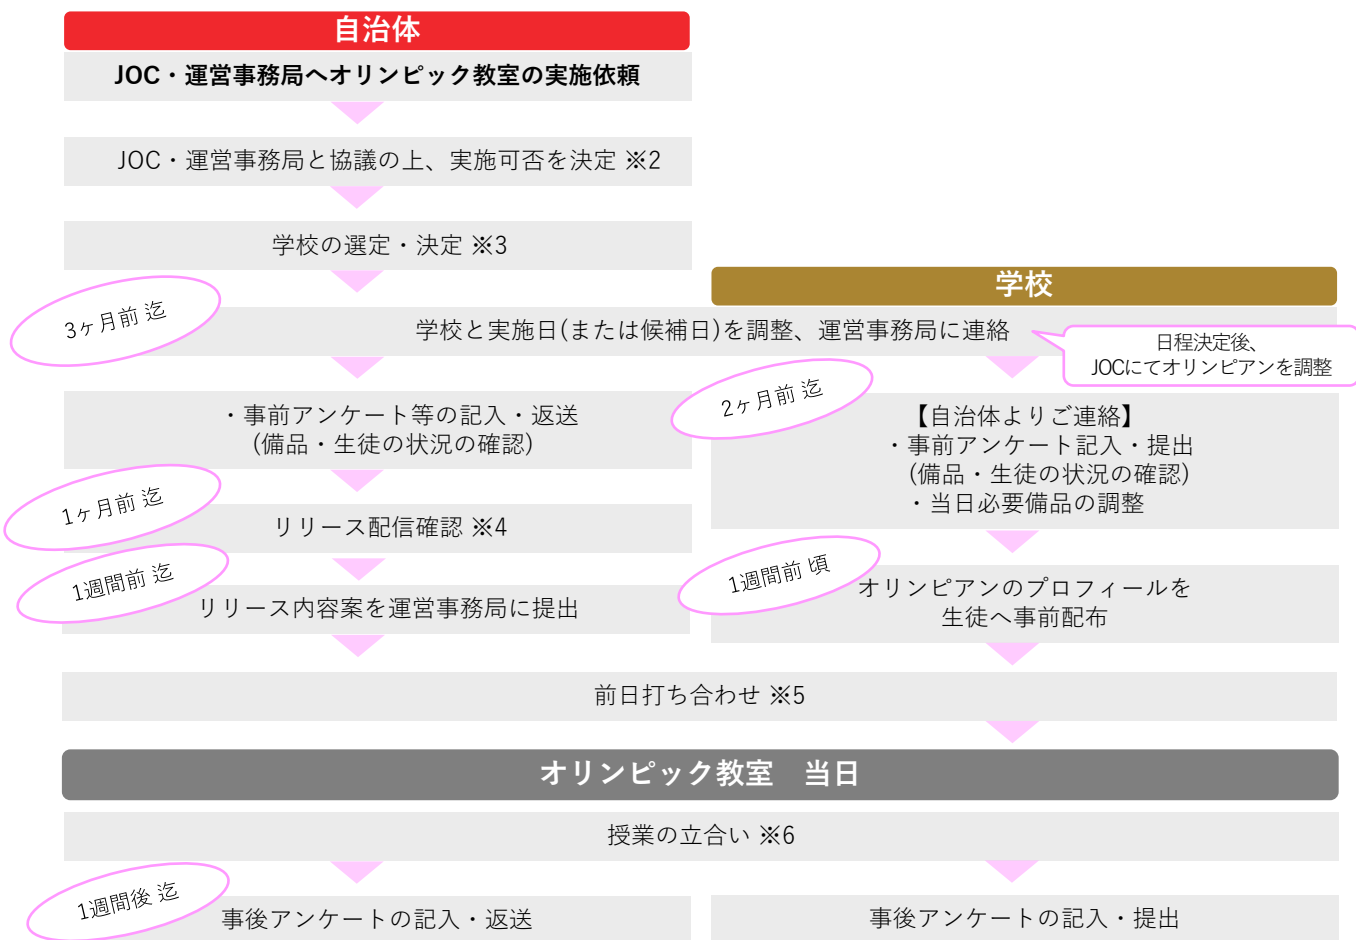 自治体
JOC・運営事務局へオリンピック教室の実施依頼
JOC・運営事務局と協議の上、実施可否を決定 ※2
学校の選定・決定 ※3
学校
3ヶ月前 迄
学校と実施日(または候補日)を調整、運営事務局に連絡
日程決定後、
JOCにてオリンピアンを調整
・事前アンケート等の記入・返送
(備品・生徒の状況の確認)
2ヶ月前 迄
【自治体よりご連絡】
・事前アンケート記入・提出
(備品・生徒の状況の確認)
・当日必要備品の調整
1ヶ月前 迄
リリース配信確認 ※4
1週間前 迄
リリース内容案を運営事務局に提出
1週間前 頃
オリンピアンのプロフィールを
生徒へ事前配布
前日打ち合わせ ※5
オリンピック教室　当日
授業の立合い ※6
1週間後 迄
事後アンケートの記入・返送
事後アンケートの記入・提出